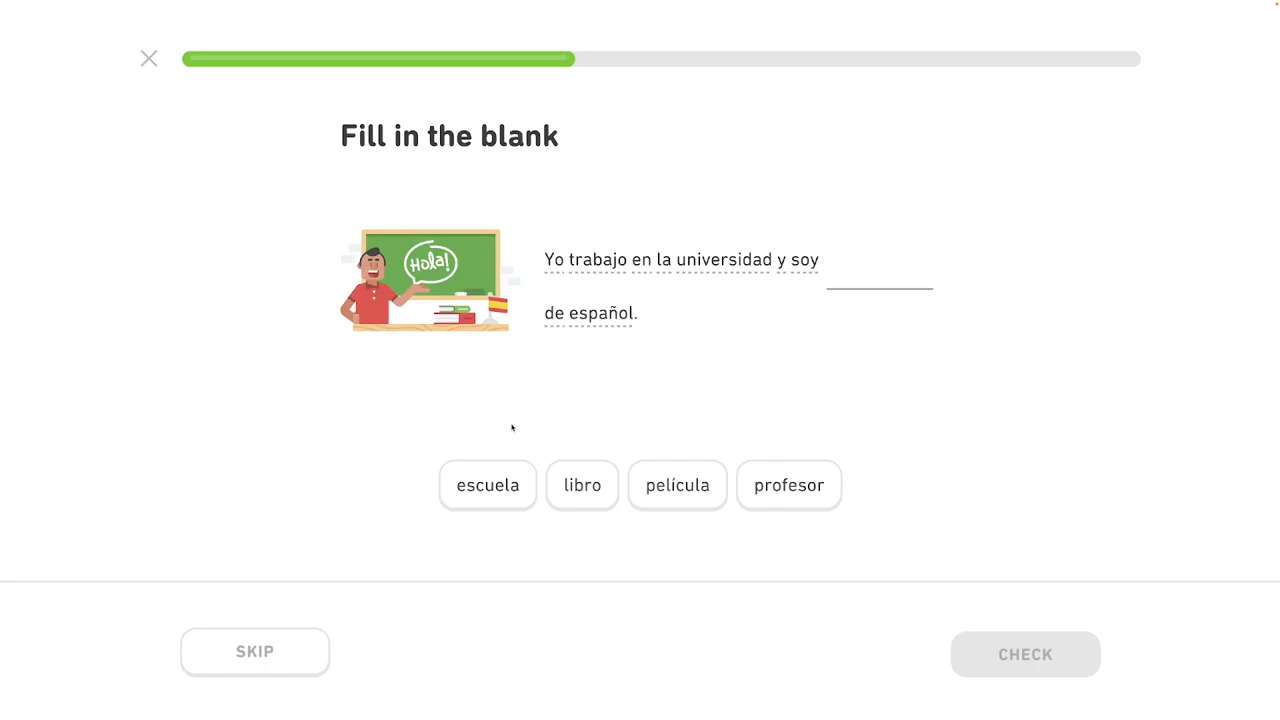 Fill in the blank
Hola!
Yo trabajo en la universidad y soy
de español.
escuela libro película profesor
SKIP CHECK